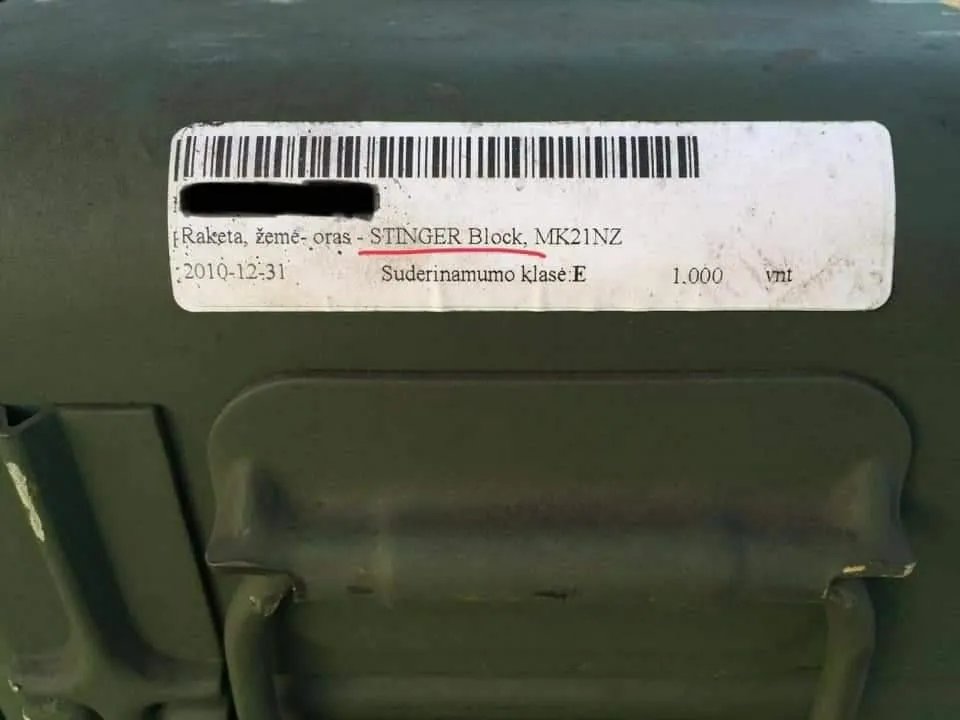 Raketa, žemė- oras - STINGER Block, MK21NZ
2010-12-31 Suderinamumo klasė:E 1.000 vnt